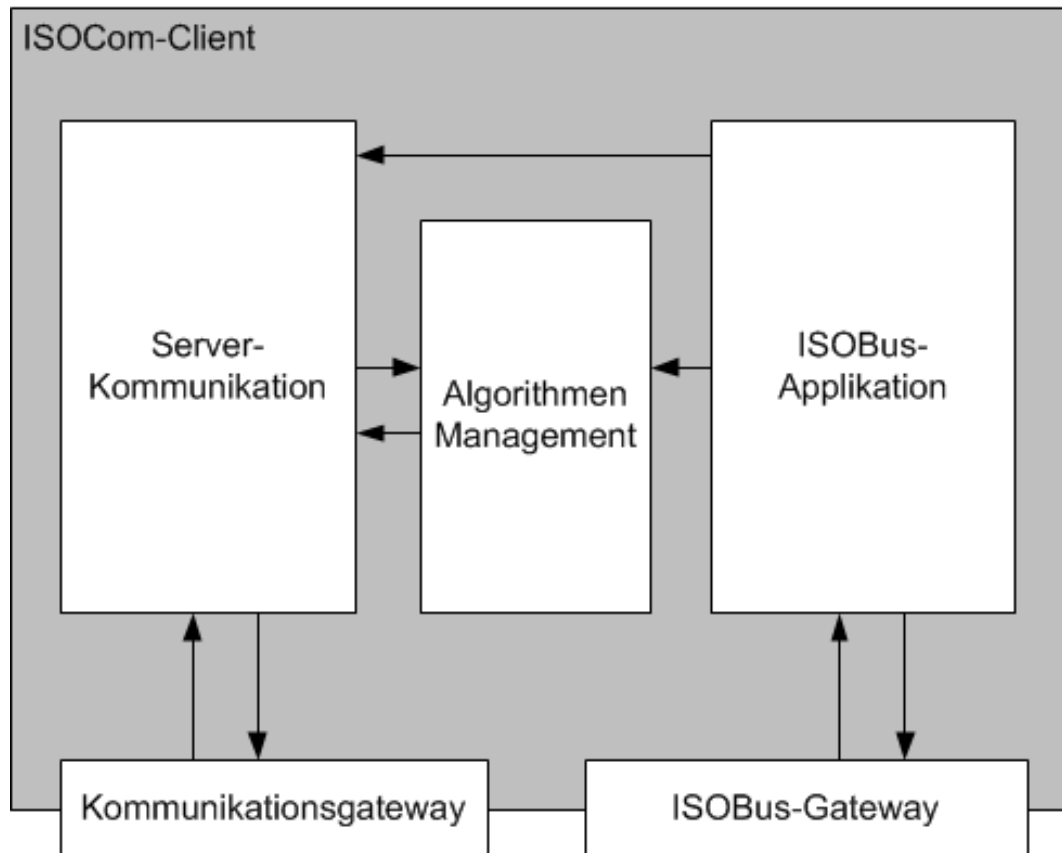 ISOCom-Client
Server-
Kommunikation
Algorithmen
Management
ISOBus-
Applikation
Kommunikationsgateway
ISOBus-Gateway